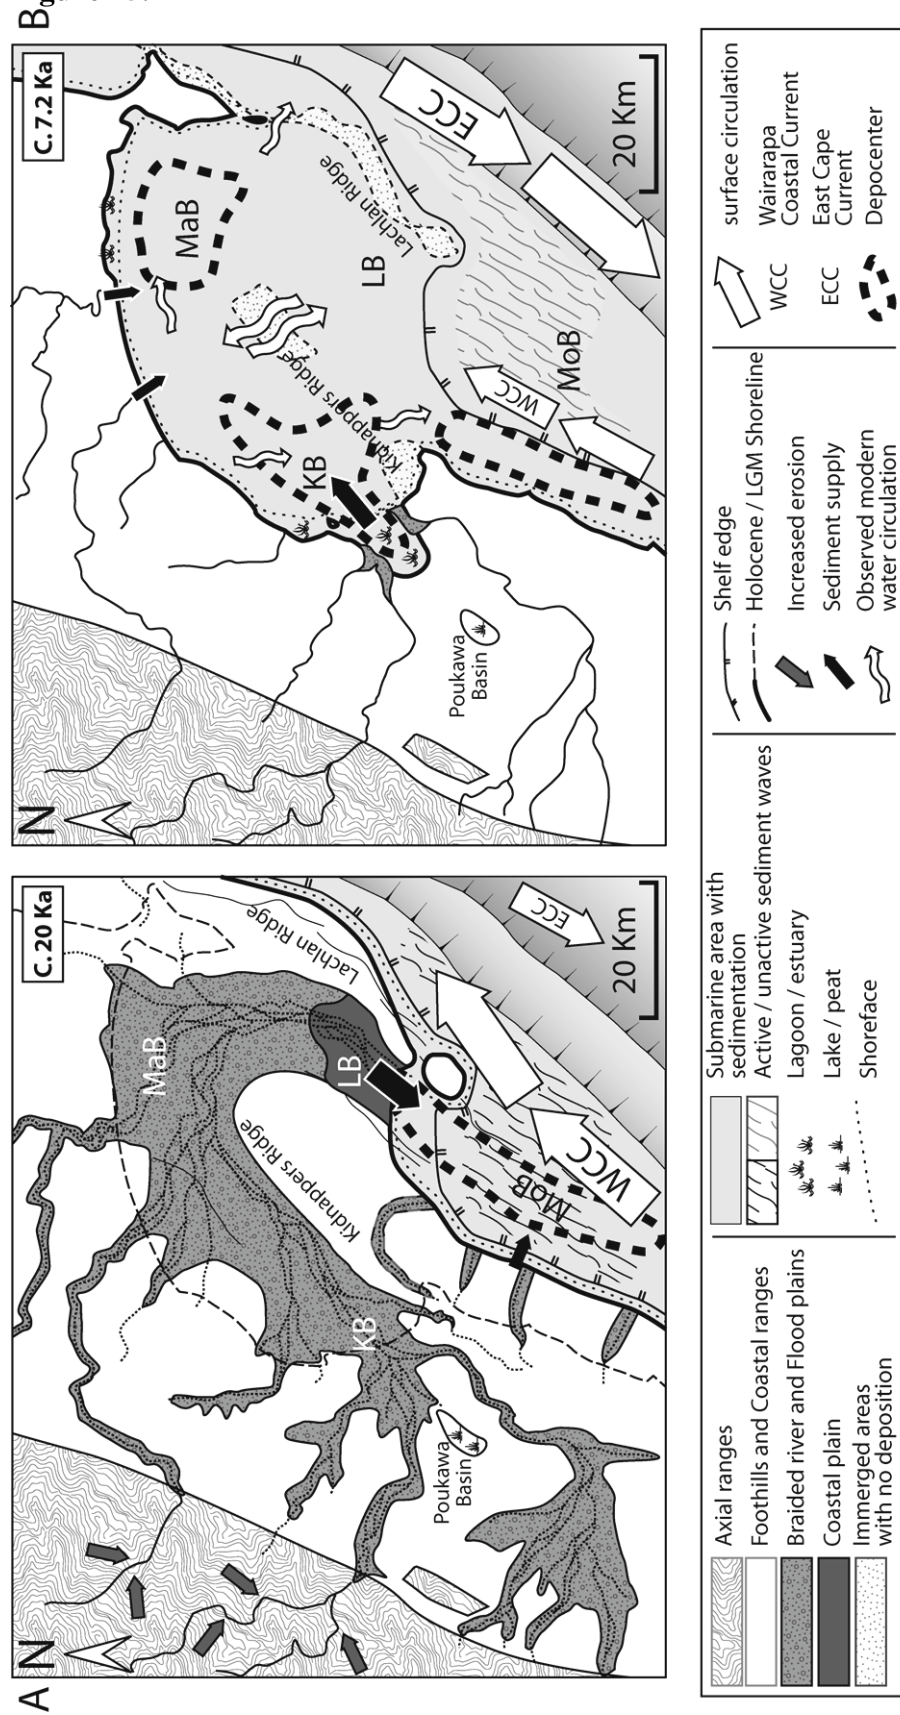 A
N
C. 20 Ka
MaB
Lachlan Ridge
LB
Kidnappers Ridge
KB
MoB
WCC
ECC
Poukawa
Basin
20 Km
B
N
C. 7.2 Ka
MaB
Lachlan Ridge
LB
Kidnappers Ridge
KB
MoB
WCC
ECC
Poukawa
Basin
20 Km
Axial ranges
Foothills and Coastal ranges
Braided river and Flood plains
Coastal plain
Immerged areas
with no deposition
Submarine area with
sedimentation
Active / unactive sediment waves
Lagoon / estuary
Lake / peat
Shoreface
Shelf edge
Holocene / LGM Shoreline
Increased erosion
Sediment supply
Observed modern
water circulation
surface circulation
WCC
Wairarapa
Coastal Current
ECC
East Cape
Current
Depocenter